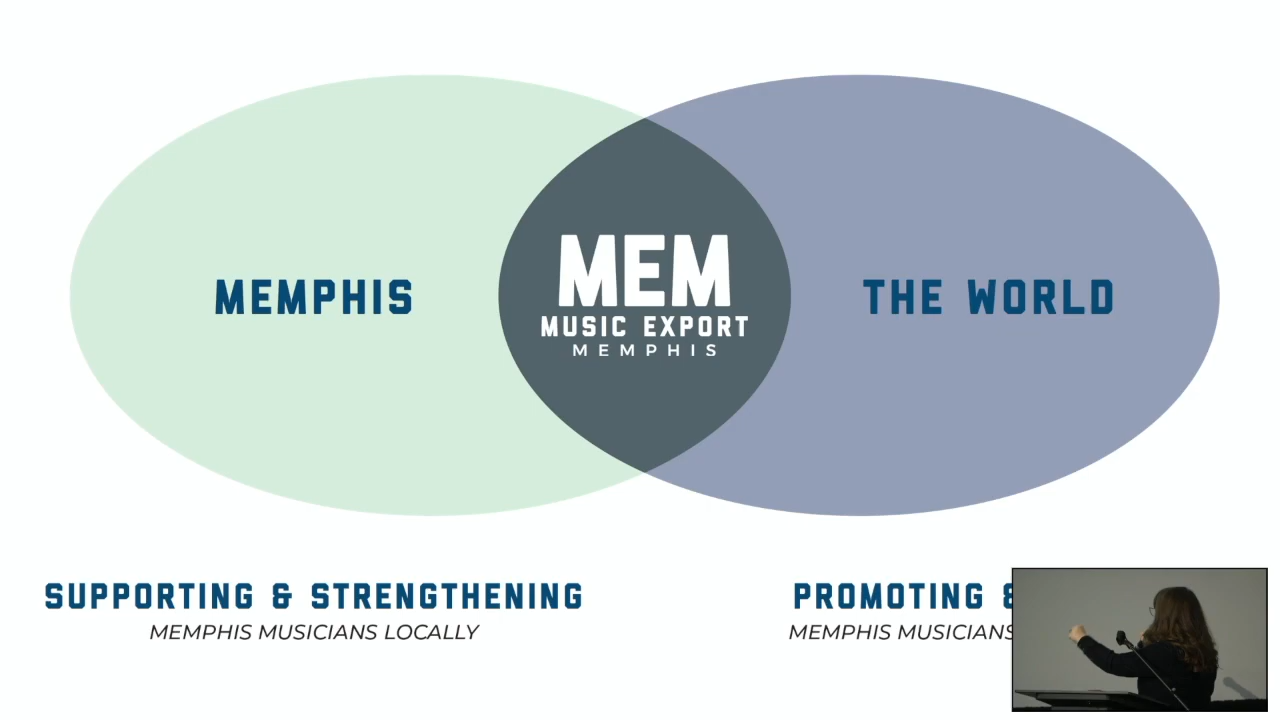 MEMPHIS
MEM
MUSIC EXPORT
MEMPHIS
THE WORLD
SUPPORTING & STRENGTHENING
MEMPHIS MUSICIANS LOCALLY
PROMOTING &
MEMPHIS MUSICIANS